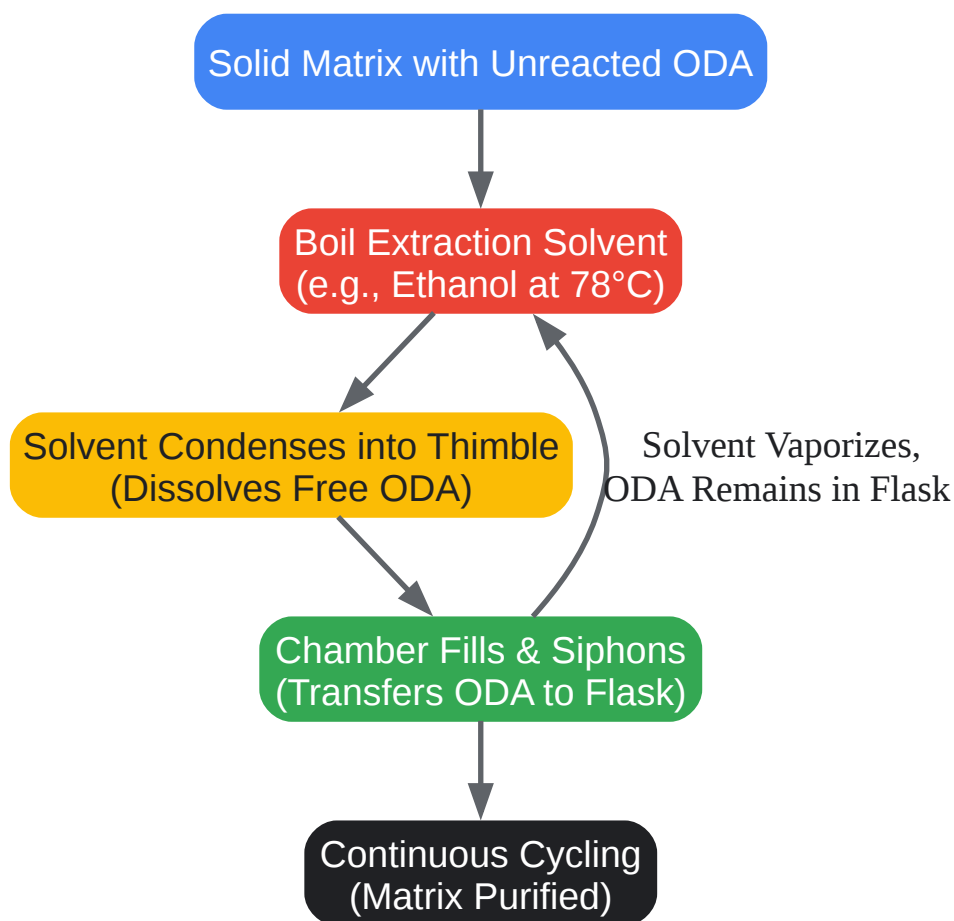 Solid Matrix with Unreacted ODA
Boil Extraction Solvent
(e.g., Ethanol at 78°C)
Solvent Condenses into Thimble
(Dissolves Free ODA)
Solvent Vaporizes,
ODA Remains in Flask
Chamber Fills & Siphons
(Transfers ODA to Flask)
Continuous Cycling
(Matrix Purified)